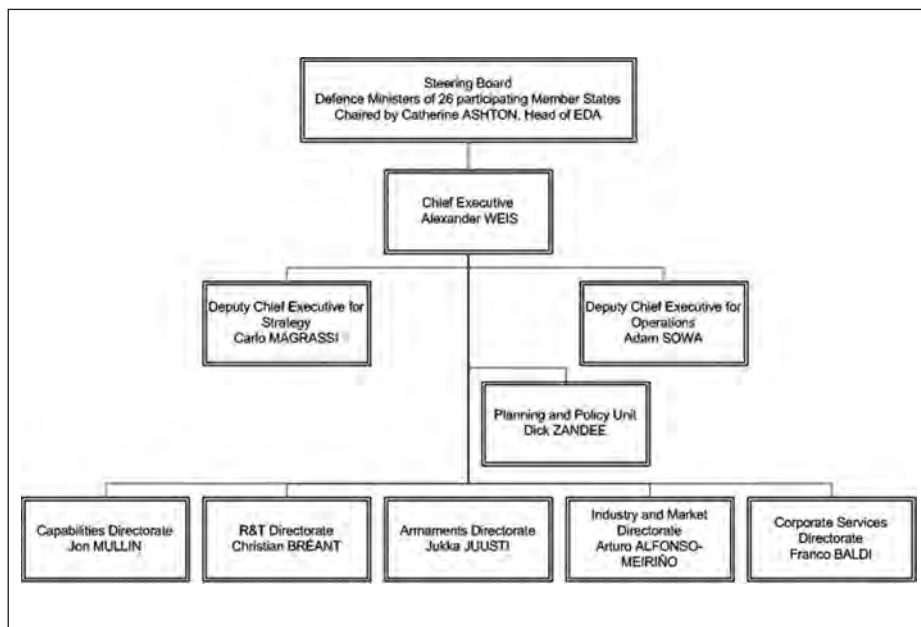 Steering Board
Defence Ministers of 26 participating Member States
Chaired by Catherine ASHTON, Head of EDA
Chief Executive
Alexander WEIS
Deputy Chief Executive for
Strategy
Carlo MAGRASSI
Deputy Chief Executive for
Operations
Adam SOWA
Planning and Policy Unit
Dick ZANDEE
Capabilities Directorate
Jon MULLIN
R&T Directorate
Christian BRÉANT
Armaments Directorate
Jukka JUUSTI
Industry and Market
Directorate
Arturo ALFONSO-
MEIRIÑO
Corporate Services
Directorate
Franco BALDI